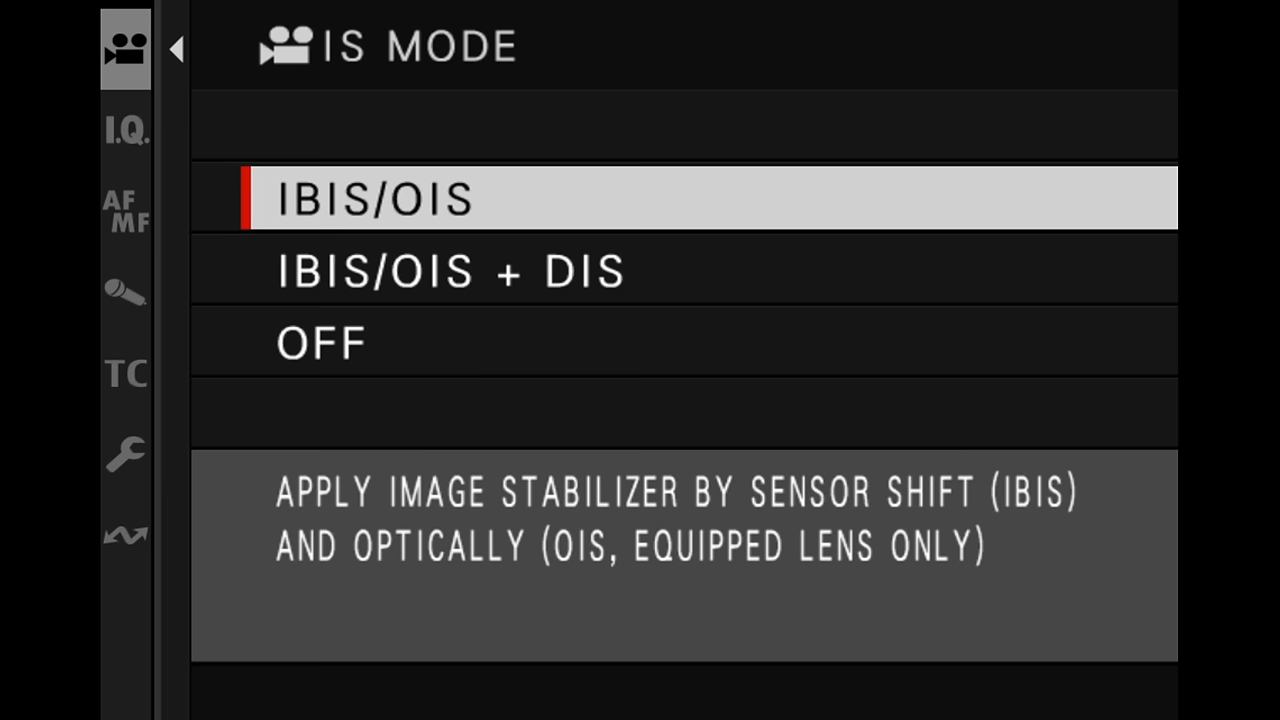 IS MODE
I.Q.
AF
MF
TC
IBIS/OIS
IBIS/OIS + DIS
OFF
APPLY IMAGE STABILIZER BY SENSOR SHIFT (IBIS)
AND OPTICALLY (OIS, EQUIPPED LENS ONLY)